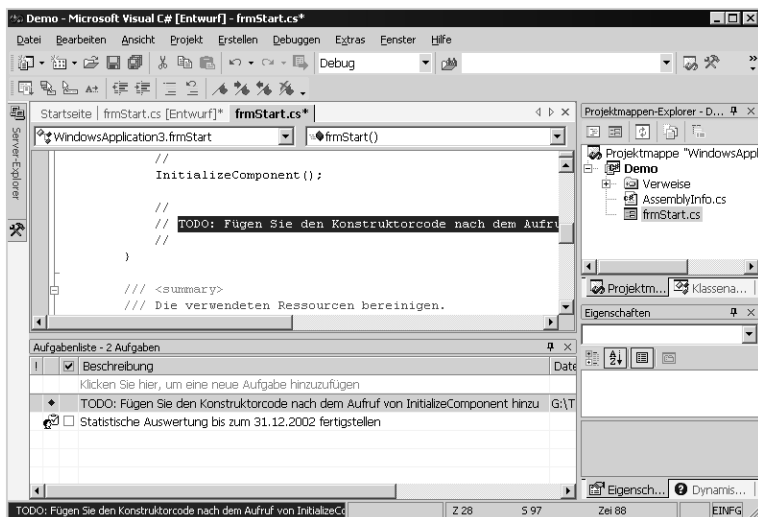 Demo - Microsoft Visual C# [Entwurf] - frmStart.cs*
Datei Bearbeiten Ansicht Projekt Erstellen Debuggen Extras Fenster Hilfe
Debug
Startseite frmStart.cs [Entwurf]* frmStart.cs*
WindowsApplication3.frmStart
frmStart()
//
InitializeComponent();
//
// TODO: Fügen Sie den Konstruktorcode nach dem Aufru
//
}
/// <summary>
/// Die verwendeten Ressourcen bereinigen.
Server-Explorer
Aufgabenliste - 2 Aufgaben
! Beschreibung Date
Klicken Sie hier, um eine neue Aufgabe hinzuzufügen
TODO: Fügen Sie den Konstruktorcode nach dem Aufruf von InitializeComponent hinzu G:\T
Statistische Auswertung bis zum 31.12.2002 fertigstellen
Projektmappen-Explorer - D...
Projektmappe "WindowsAppl
Demo
Verweise
AssemblyInfo.cs
frmStart.cs
Projektm... Klassena...
Eigenschaften
Eigensch... Dynamis...
TODO: Fügen Sie den Konstruktorcode nach dem Aufruf von InitializeCo Z 28 S 97 Zei 88 EINFG